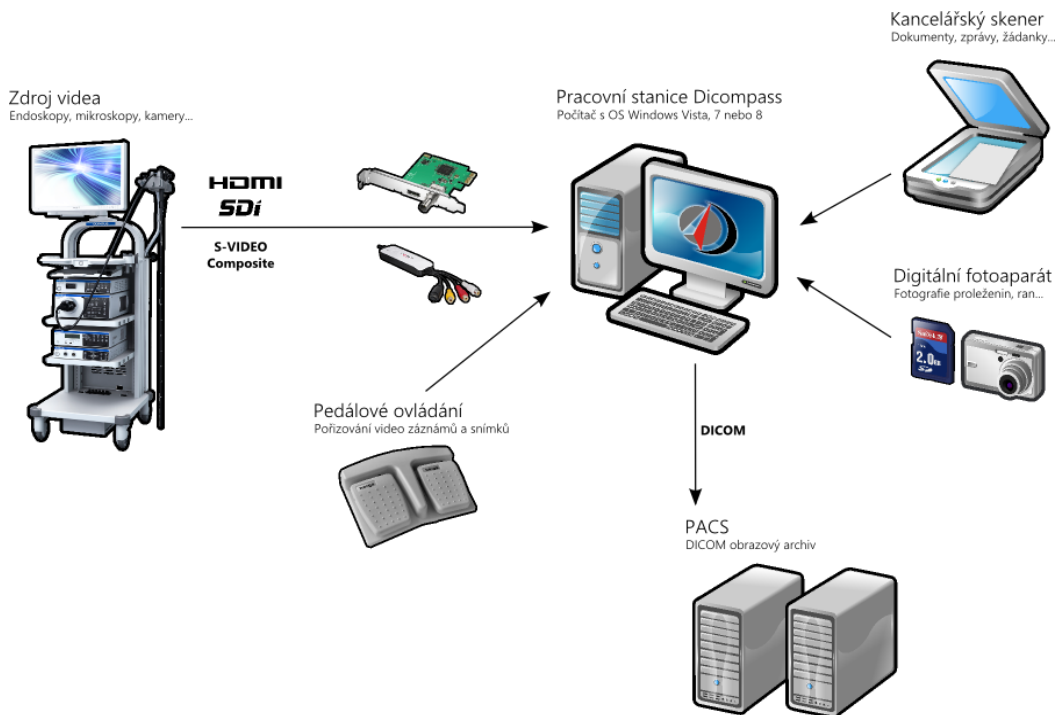 Kancelářský skener
Dokumenty, zprávy, žádanky...
Zdroj videa
Endoskopy, mikroskopy, kamery...
Pracovní stanice Dicompass
Počítač s OS Windows Vista, 7 nebo 8
HDMI
SDI
S-VIDEO
Composite
Digitální fotoaparát
Fotografie proleženin, ran...
SanDisk
2.0GB
Pedálové ovládání
Pořizování video záznámů a snímků
DICOM
PACS
DICOM obrazový archiv